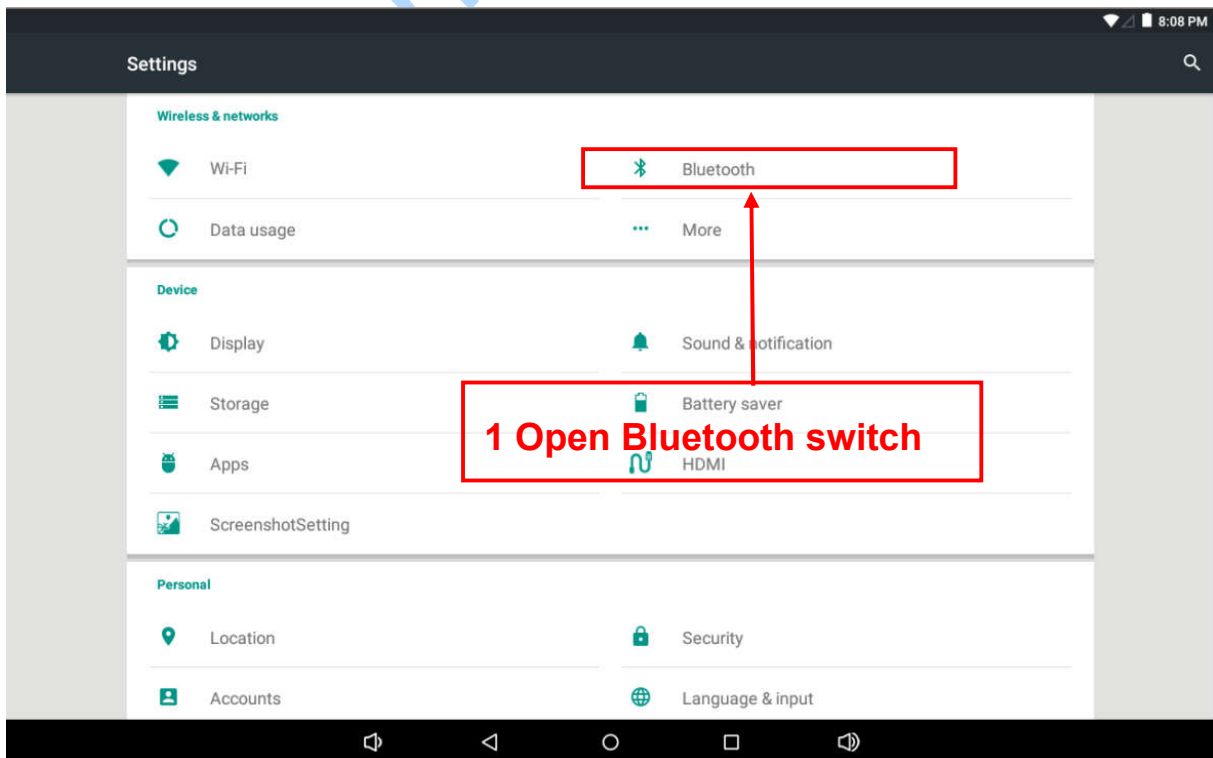 8:08 PM
Settings
Wireless & networks
Wi-Fi
Bluetooth
Data usage
More
Device
Display
Sound & notification
Storage
Battery saver
1 Open Bluetooth switch
Apps
HDMI
ScreenshotSetting
Personal
Location
Security
Accounts
Language & input